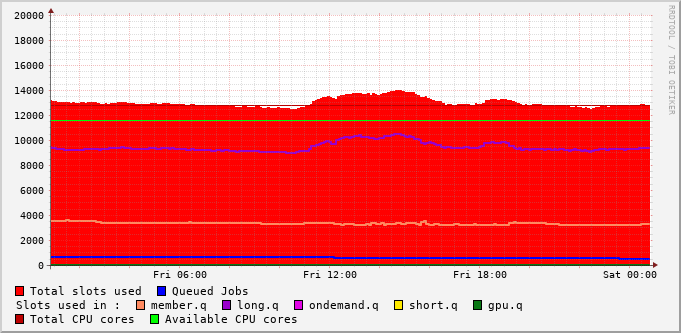 RRDTOOL / TOBI OETIKER
20000
18000
16000
14000
12000
10000
8000
6000
4000
2000
0
Fri 06:00 Fri 12:00 Fri 18:00 Sat 00:00
Total slots used Queued Jobs
Slots used in : member.q long.q ondemand.q short.q gpu.q
Total CPU cores Available CPU cores